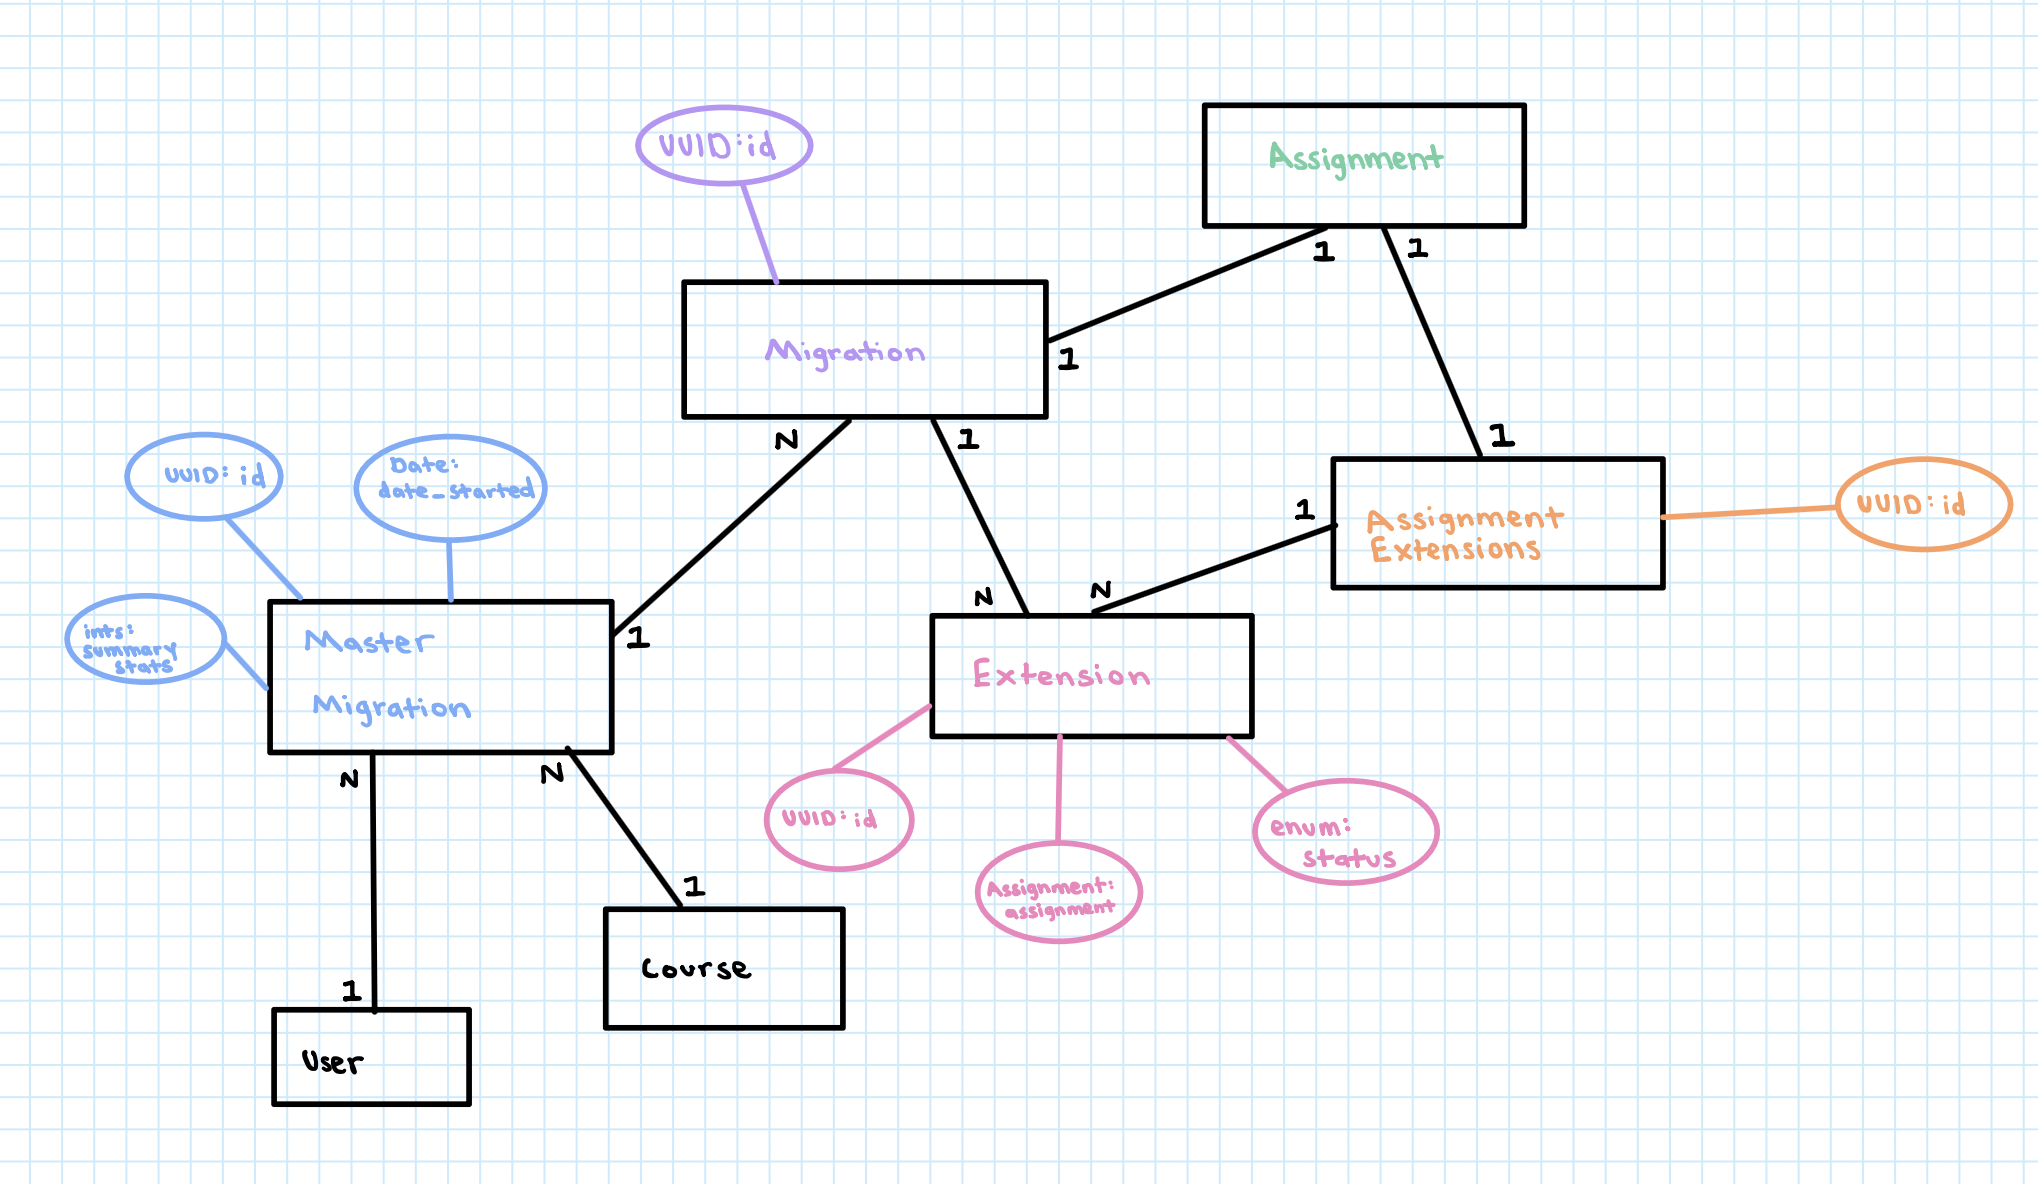 UUID:id
Assignment
1
1
Migration
1
N
1
1
UUID: id
Date:
date_started
1
Assignment
Extensions
UUID: id
N
N
ints:
summary
stats
Master
Migration
1
Extension
N
N
UUID: id
enum:
status
Assignment:
assignment
1
Course
1
User